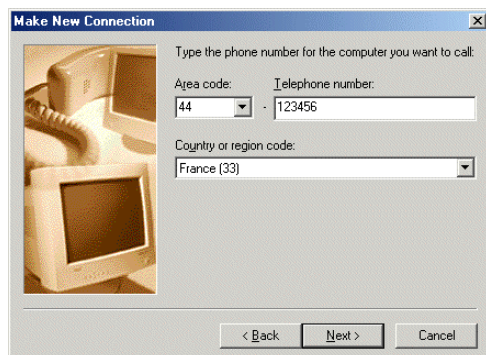 Make New Connection
Type the phone number for the computer you want to call:
Area code: Telephone number:
44 - 123456
Country or region code:
France (33)
< Back Next > Cancel